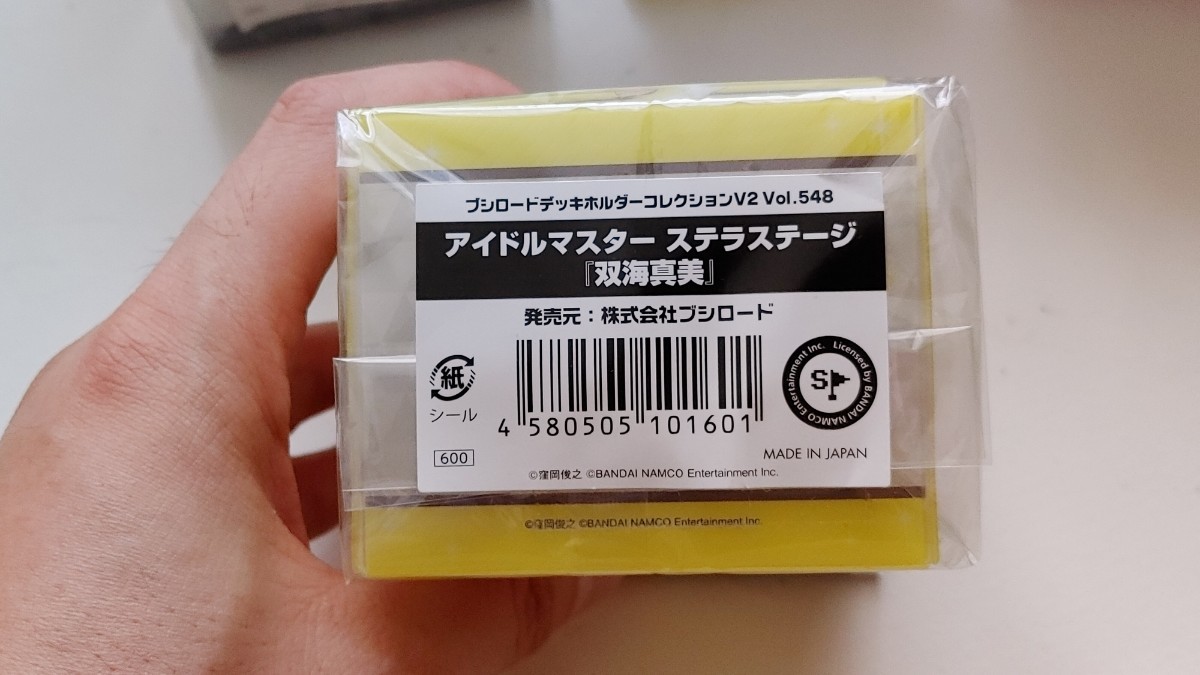 ブシロードデッキホルダーコレクションV2 Vol.548
アイドルマスター ステラステージ
『双海真美』
発売元：株式会社ブシロード
紙
シール
4 580505 101601
Licensed by BANDAI NAMCO Entertainment Inc.
S
600
MADE IN JAPAN
©窪岡俊之 ©BANDAI NAMCO Entertainment Inc.
©窪岡俊之 ©BANDAI NAMCO Entertainment Inc.